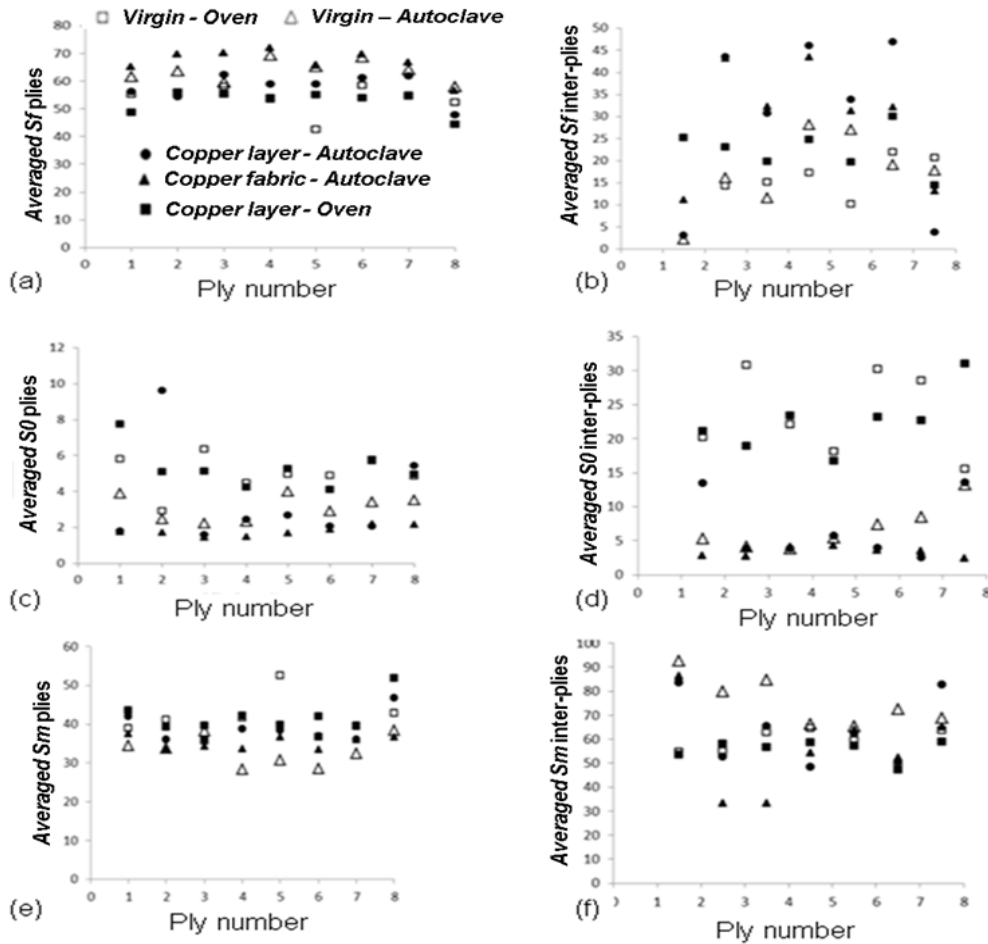 Virgin - Oven
Virgin – Autoclave
80
70
60
50
40
30
20
10
0
Averaged Sf plies
Copper layer - Autoclave
Copper fabric - Autoclave
Copper layer - Oven
0 1 2 3 4 5 6 7 8
(a)
Ply number
50
45
40
35
30
25
20
15
10
5
0
Averaged Sf inter-plies
0 1 2 3 4 5 6 7 8
(b)
Ply number
12
10
8
6
4
2
0
Averaged S0 plies
0 1 2 3 4 5 6 7 8
(c)
Ply number
35
30
25
20
15
10
5
0
Averaged S0 inter-plies
0 1 2 3 4 5 6 7 8
(d)
Ply number
60
50
40
30
20
10
0
Averaged Sm plies
0 1 2 3 4 5 6 7 8
(e)
Ply number
100
90
80
70
60
50
40
30
20
10
0
Averaged Sm inter-plies
0 1 2 3 4 5 6 7 8
(f)
Ply number